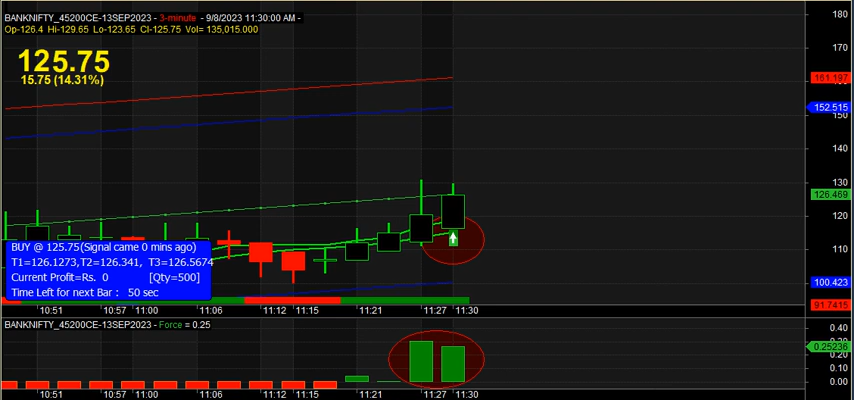 BANKNIFTY_45200CE-13SEP2023 - 3-minute - 9/8/2023 11:30:00 AM -
Op-126.4 Hi-129.65 Lo-123.65 Cl-125.75 Vol= 135,015.000
125.75
15.75 (14.31%)
180
170
161.197
152.515
140
130
126.469
120
110
100.423
91.7415
BUY @ 125.75(Signal came 0 mins ago)
T1=126.1273,T2=126.341, T3=126.5674
Current Profit=Rs. 0 [Qty=500]
Time Left for next Bar : 50 sec
10:51 10:57 11:00 11:06 11:12 11:15 11:21 11:27 11:30
BANKNIFTY_45200CE-13SEP2023 - Force = 0.25
0.40
0.30
0.25236
0.20
0.10
0.00
10:51 10:57 11:00 11:06 11:12 11:15 11:21 11:27 11:30